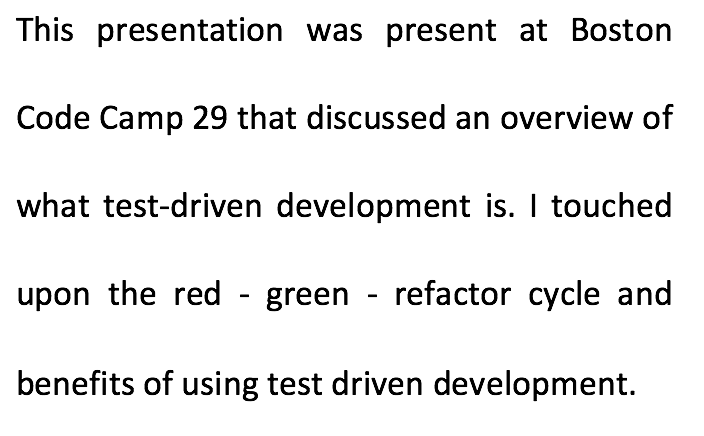 This presentation was present at Boston
Code Camp 29 that discussed an overview of
what test-driven development is. I touched
upon the red - green - refactor cycle and
benefits of using test driven development.